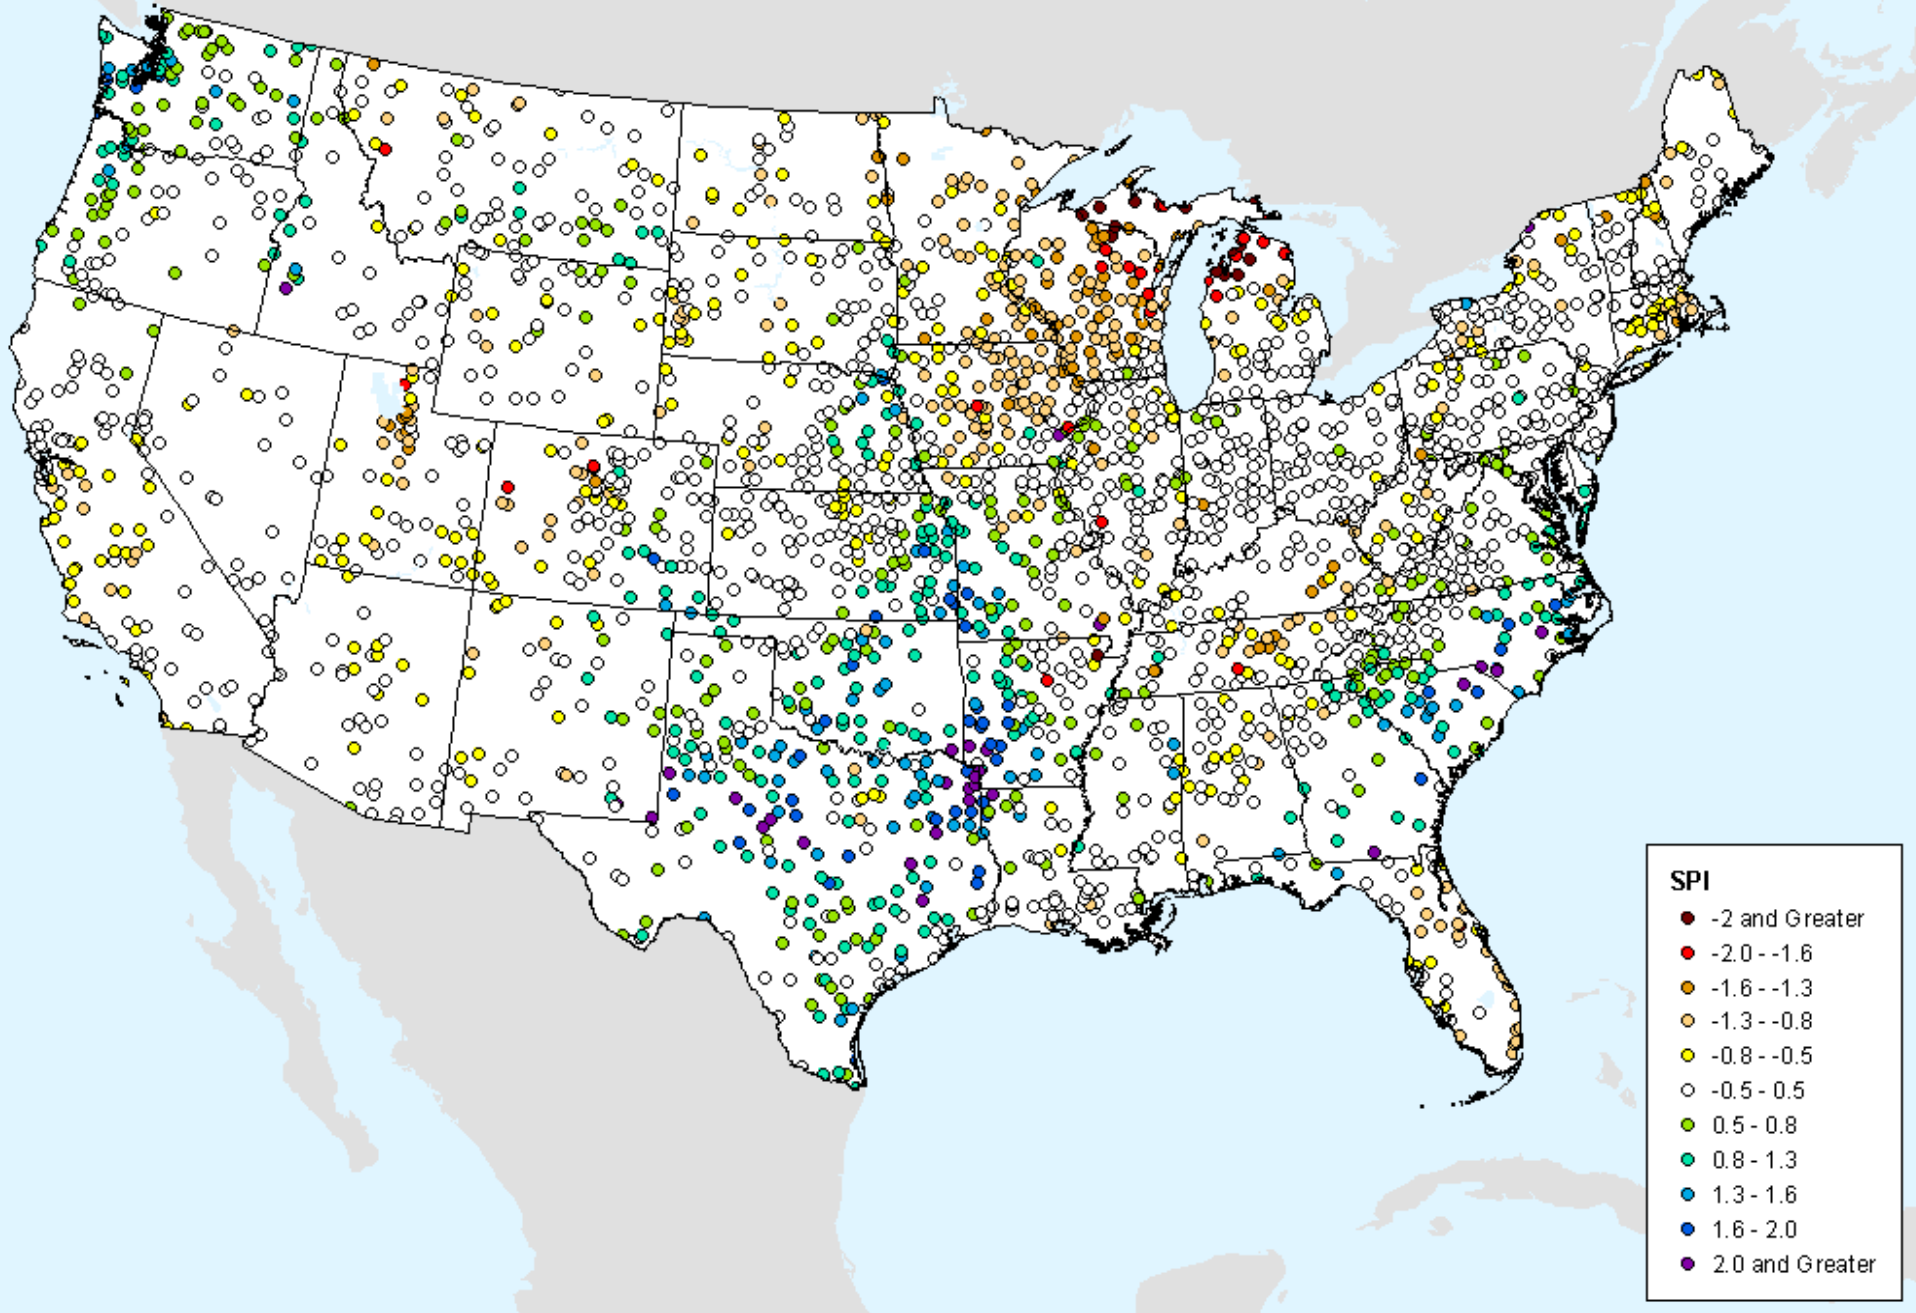 SPI
-2 and Greater
-2.0 - -1.6
-1.6 - -1.3
-1.3 - -0.8
-0.8 - -0.5
-0.5 - 0.5
0.5 - 0.8
0.8 - 1.3
1.3 - 1.6
1.6 - 2.0
2.0 and Greater